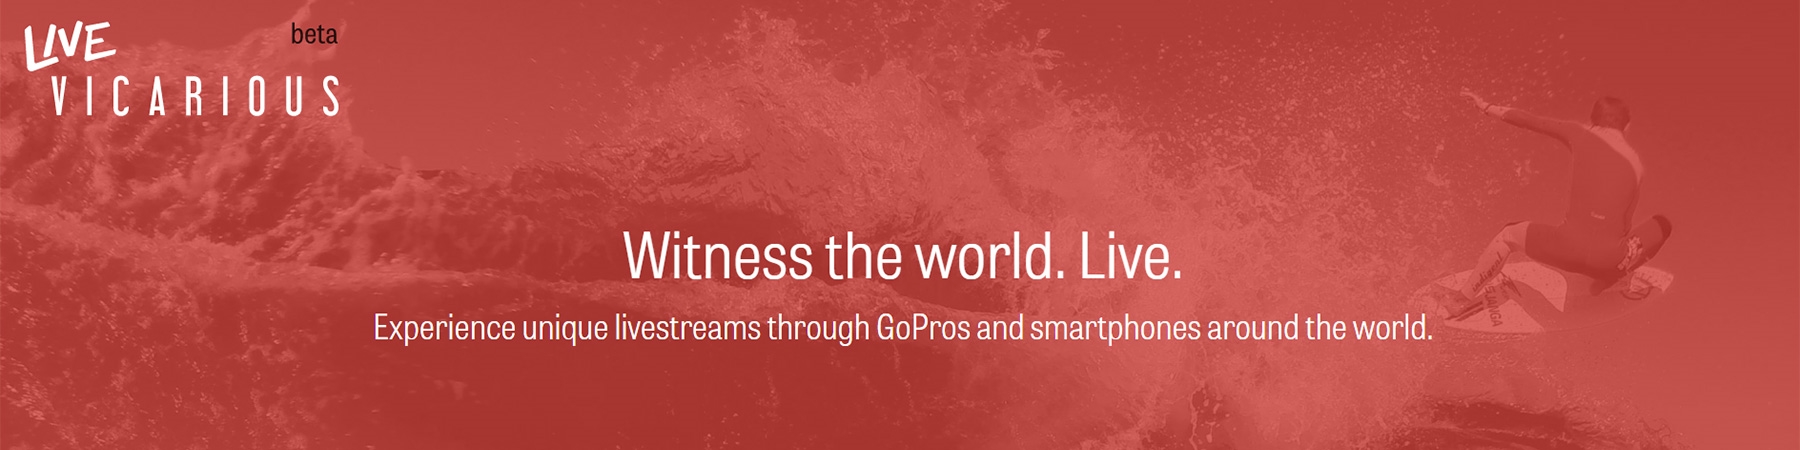 LIVE
beta
VICARIOUS
Witness the world. Live.
Experience unique livestreams through GoPros and smartphones around the world.